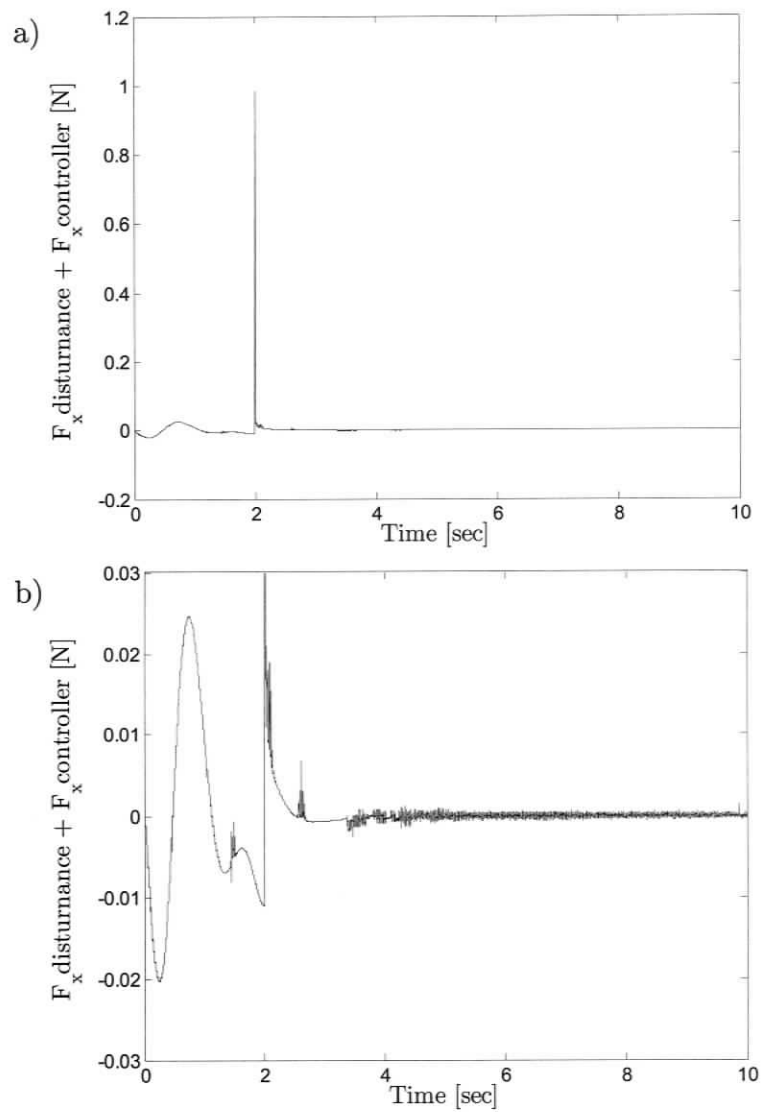 a)
F_x disturnance + F_x controller [N]
1.2
1
0.8
0.6
0.4
0.2
0
-0.2
0 2 4 6 8 10
Time [sec]
b)
F_x disturnance + F_x controller [N]
0.03
0.02
0.01
0
-0.01
-0.02
-0.03
0 2 4 6 8 10
Time [sec]